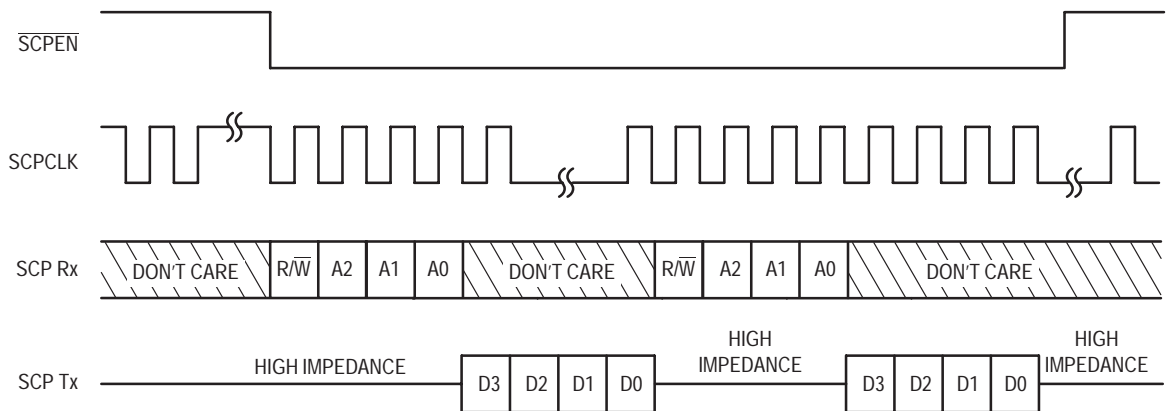 S̅C̅P̅E̅N̅
SCPCLK
SCP Rx DON'T CARE R/W̅ A2 A1 A0 DON'T CARE R/W̅ A2 A1 A0 DON'T CARE
SCP Tx HIGH IMPEDANCE D3 D2 D1 D0 HIGH
IMPEDANCE D3 D2 D1 D0 HIGH
IMPEDANCE